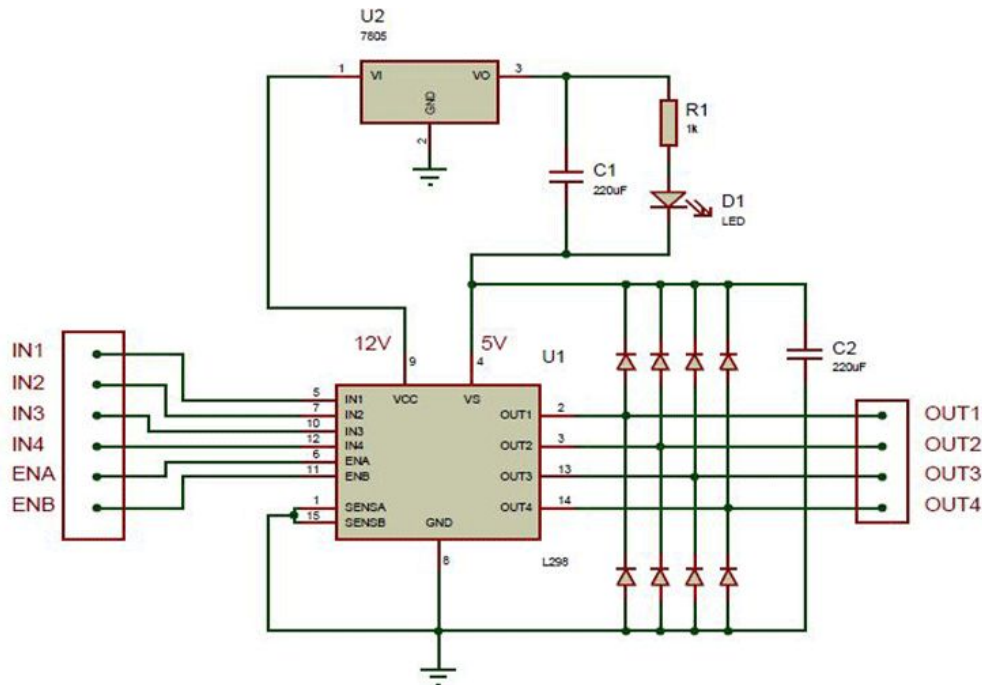 U2
7805
1
VI
VO
3
GND
2
R1
1k
C1
220uF
D1
LED
12V
5V
9
4
U1
C2
220uF
IN1
IN2
IN3
IN4
ENA
ENB
5
7
10
12
6
11
1
15
IN1
IN2
IN3
IN4
ENA
ENB
SENSA
SENSB
VCC
VS
GND
8
OUT1
OUT2
OUT3
OUT4
2
3
13
14
L298
OUT1
OUT2
OUT3
OUT4